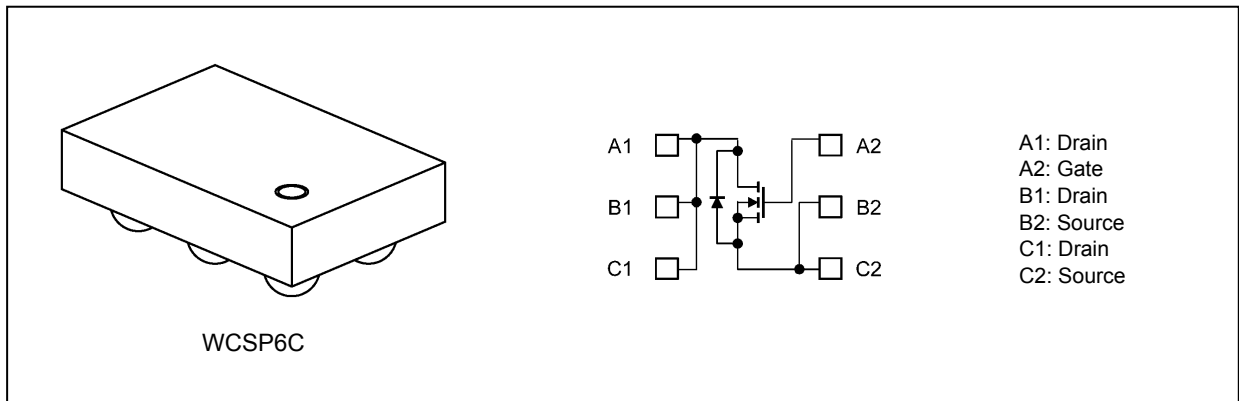 WCSP6C
A1
A2
B1
B2
C1
C2
A1: Drain
A2: Gate
B1: Drain
B2: Source
C1: Drain
C2: Source